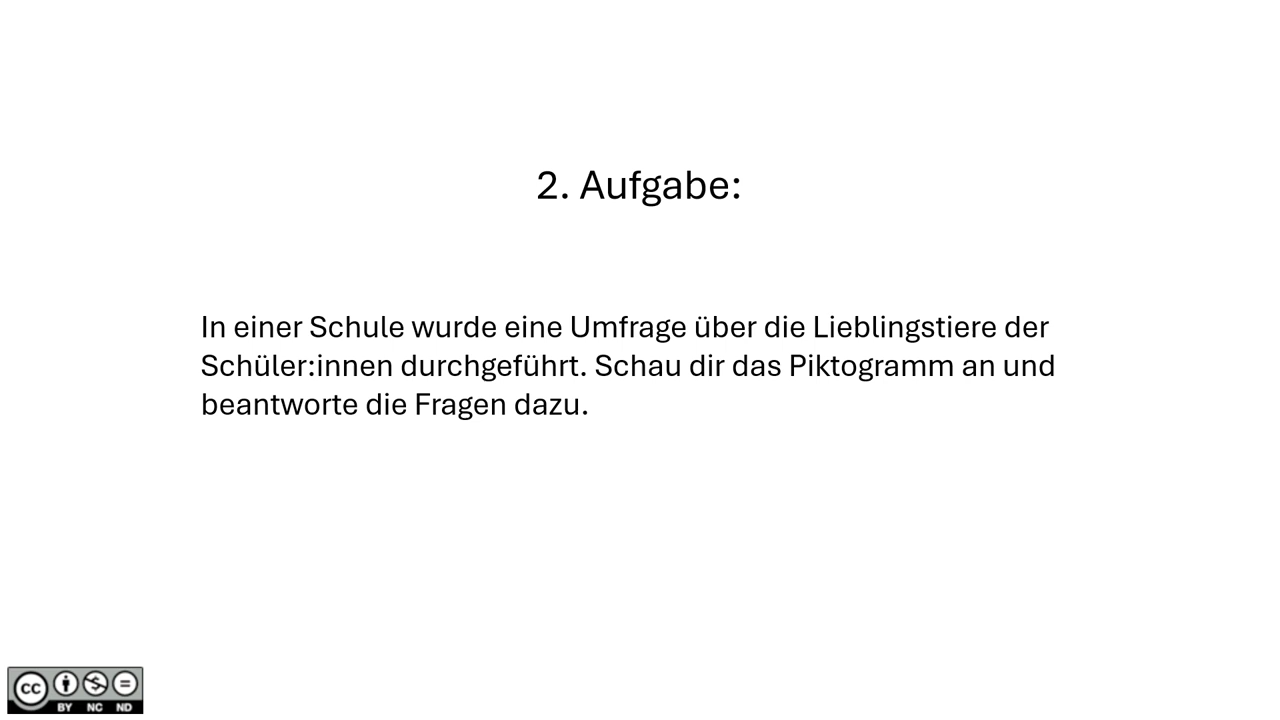 2. Aufgabe:
In einer Schule wurde eine Umfrage über die Lieblingstiere der
Schüler:innen durchgeführt. Schau dir das Piktogramm an und
beantworte die Fragen dazu.
cc
BY NC ND